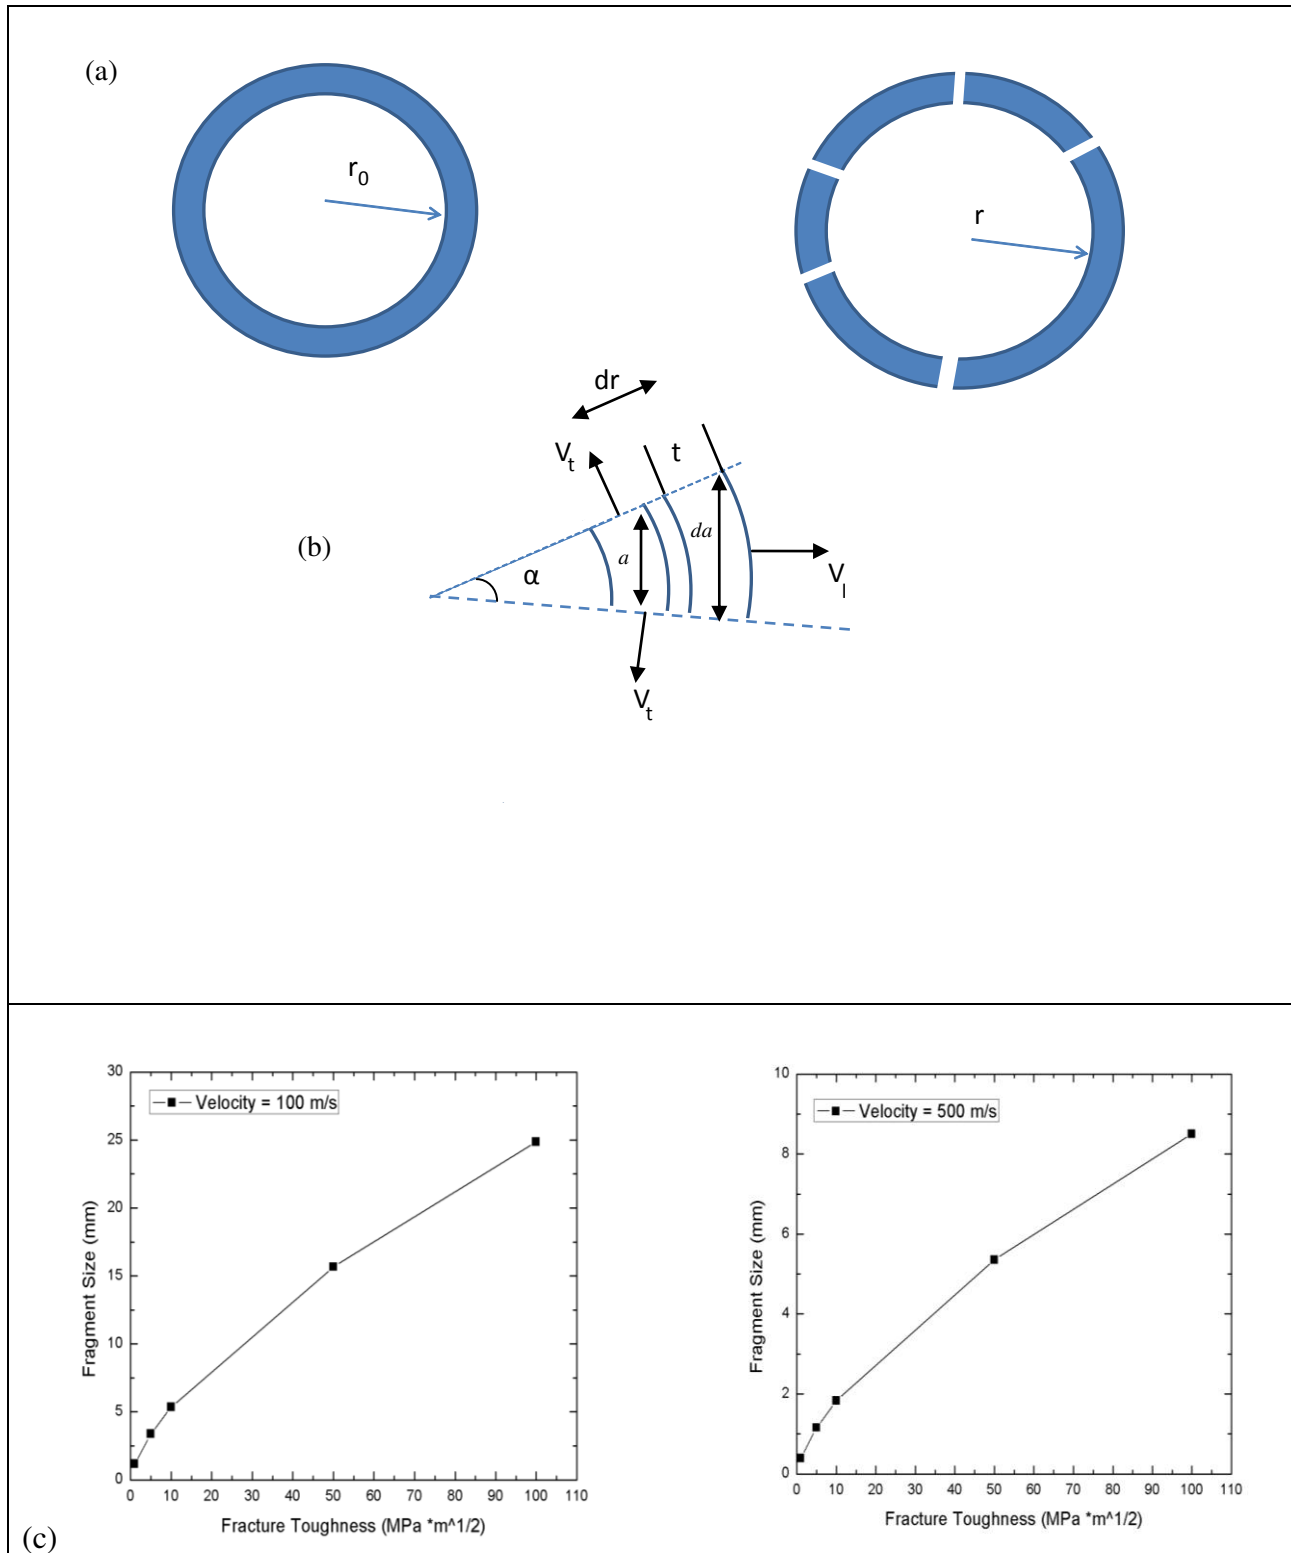 (a)
r0
r
dr
Vt
t
(b)
α
a
da
Vl
Vt
30
25
20
15
10
5
0
Velocity = 100 m/s
Fragment Size (mm)
0 10 20 30 40 50 60 70 80 90 100 110
Fracture Toughness (MPa *m^1/2)
10
8
6
4
2
0
Velocity = 500 m/s
Fragment Size (mm)
0 10 20 30 40 50 60 70 80 90 100 110
Fracture Toughness (MPa *m^1/2)
(c)